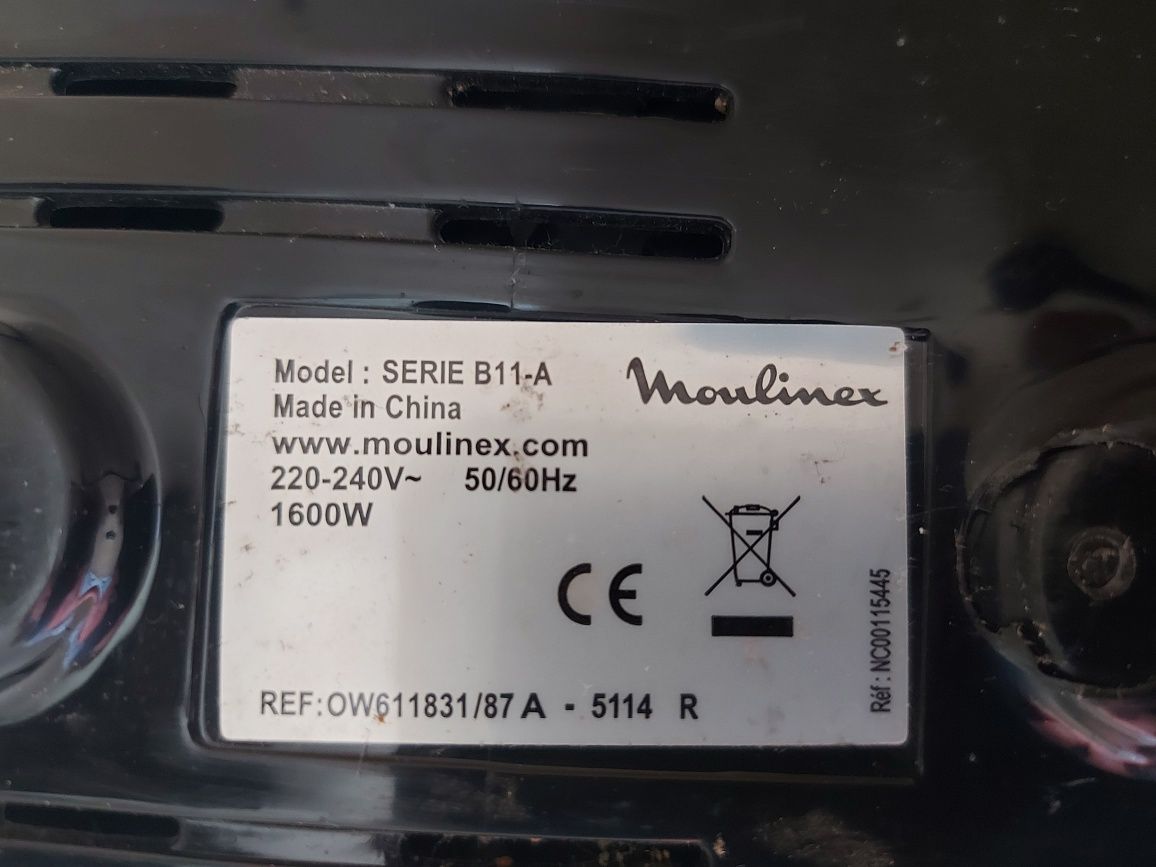 Model : SERIE B11-A
Moulinex
Made in China
www.moulinex.com
220-240V~ 50/60Hz
1600W
CE
Réf : NC00115445
REF:OW611831/87 A - 5114 R